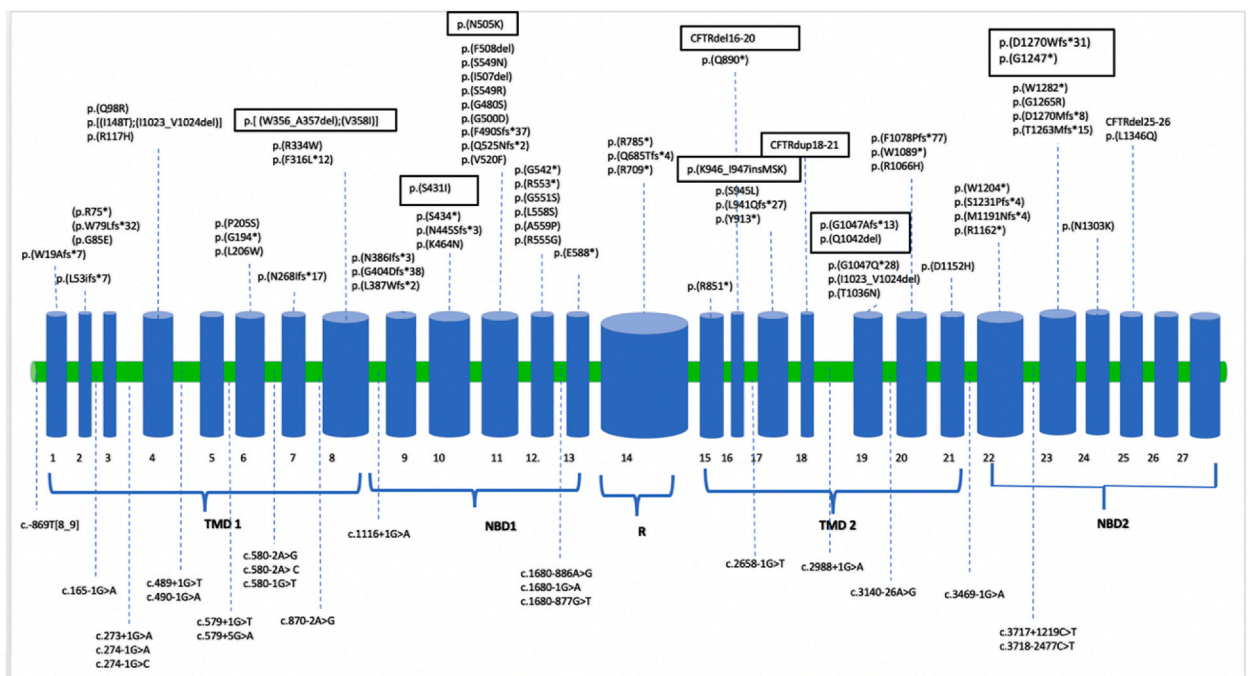 p.(N505K)
p.(F508del)
p.(S549N)
p.(I507del)
p.(S549R)
p.(G480S)
p.(G500D)
p.(F490Sfs*37)
p.(Q525Nfs*2)
p.(V520F)
CFTRdel16-20
p.(Q890*)
p.(D1270Wfs*31)
p.(G1247*)
p.(W1282*)
p.(G1265R)
p.(D1270Mfs*8)
p.(T1263Mfs*15)
p.(Q98R)
p.[(I148T);(I1023_V1024del)]
p.(R117H)
p.[ (W356_A357del);(V358I)]
p.(R334W)
p.(F316L*12)
CFTRdel25-26
p.(L1346Q)
p.(R785*)
p.(Q685Tfs*4)
p.(R709*)
CFTRdup18-21
p.(F1078Pfs*77)
p.(W1089*)
p.(R1066H)
p.(K946_I947insMSK)
p.(S945L)
p.(L941Qfs*27)
p.(Y913*)
p.(G542*)
p.(R553*)
p.(G551S)
p.(L558S)
p.(A559P)
p.(R555G)
p.(S431I)
p.(S434*)
p.(N445Sfs*3)
p.(K464N)
p.(W1204*)
p.(S1231Pfs*4)
p.(M1191Nfs*4)
p.(R1162*)
(p.R75*)
(p.W79Lfs*32)
(p.G85E)
p.(P205S)
p.(G194*)
p.(L206W)
p.(G1047Afs*13)
p.(Q1042del)
p.(G1047Q*28)
p.(I1023_V1024del)
p.(T1036N)
p.(N1303K)
p.(W19Afs*7)
p.(L53ifs*7)
p.(N268Ifs*17)
p.(N386Ifs*3)
p.(G404Dfs*38)
p.(L387Wfs*2)
p.(E588*)
p.(R851*)
p.(D1152H)
1 2 3 4 5 6 7 8 9 10 11 12. 13 14 15 16 17 18 19 20 21 22 23 24 25 26 27
TMD 1
NBD1
R
TMD 2
NBD2
c.-869T[8_9]
c.1116+1G>A
c.165-1G>A
c.489+1G>T
c.490-1G>A
c.580-2A>G
c.580-2A> C
c.580-1G>T
c.1680-886A>G
c.1680-1G>A
c.1680-877G>T
c.2658-1G>T
c.2988+1G>A
c.3140-26A>G
c.3469-1G>A
c.273+1G>A
c.274-1G>A
c.274-1G>C
c.579+1G>T
c.579+5G>A
c.870-2A>G
c.3717+1219C>T
c.3718-2477C>T